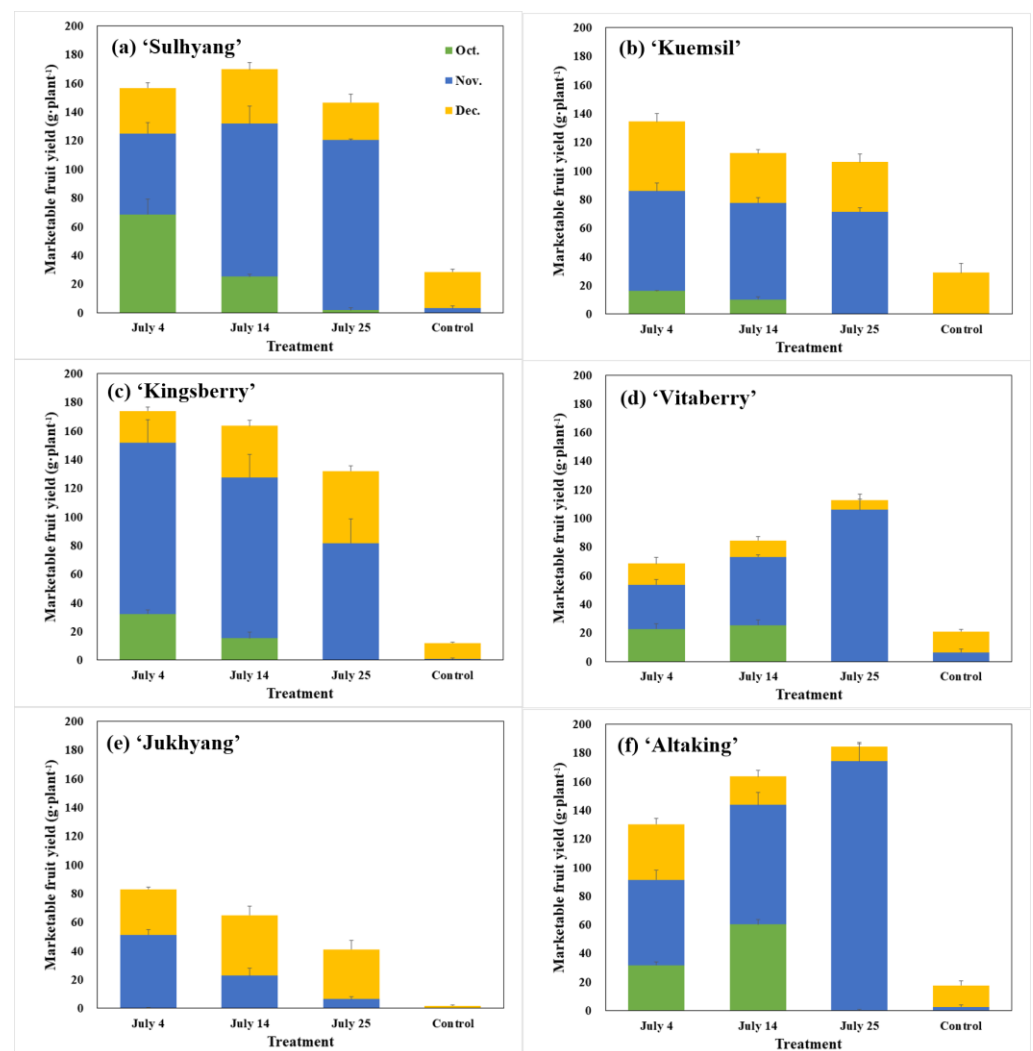 (a) ‘Sulhyang’
Oct.
Nov.
Dec.
Marketable fruit yield (g·plant⁻¹)
200
180
160
140
120
100
80
60
40
20
0
July 4 July 14 July 25 Control
Treatment
(b) ‘Kuemsil’
Marketable fruit yield (g·plant⁻¹)
200
180
160
140
120
100
80
60
40
20
0
July 4 July 14 July 25 Control
Treatment
(c) ‘Kingsberry’
Marketable fruit yield (g·plant⁻¹)
200
180
160
140
120
100
80
60
40
20
0
July 4 July 14 July 25 Control
Treatment
(d) ‘Vitaberry’
Marketable fruit yield (g·plant⁻¹)
200
180
160
140
120
100
80
60
40
20
0
July 4 July 14 July 25 Control
Treatment
(e) ‘Jukhyang’
Marketable fruit yield (g·plant⁻¹)
200
180
160
140
120
100
80
60
40
20
0
July 4 July 14 July 25 Control
Treatment
(f) ‘Altaking’
Marketable fruit yield (g·plant⁻¹)
200
180
160
140
120
100
80
60
40
20
0
July 4 July 14 July 25 Control
Treatment